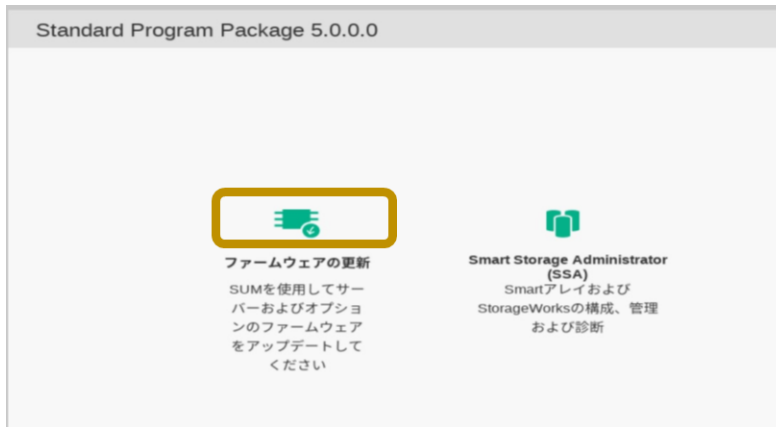 Standard Program Package 5.0.0.0
ファームウェアの更新
SUMを使用してサー
バーおよびオプショ
ンのファームウェア
をアップデートして
ください
Smart Storage Administrator
(SSA)
Smartアレイおよび
StorageWorksの構成、管理
および診断